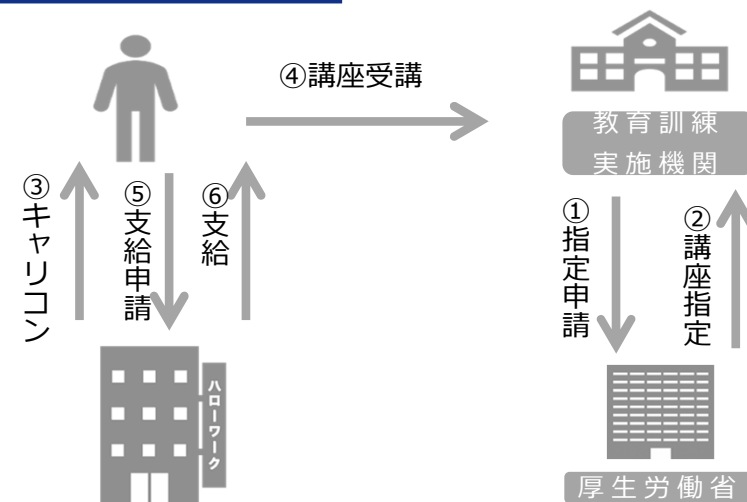 ④講座受講
教育訓練
実施機関
③キャリコン
⑤支給申請
⑥支給
①指定申請
②講座指定
ハローワーク
厚生労働省